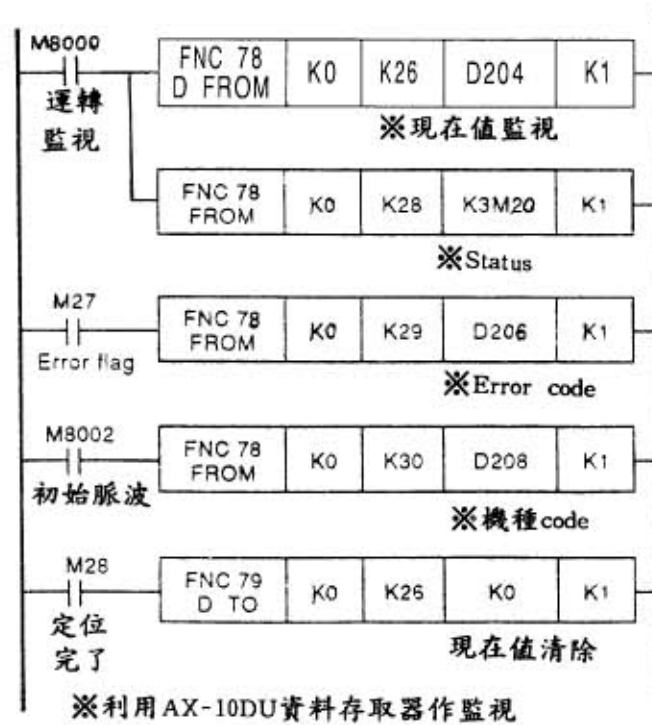 M8000
FNC 78
D FROM
K0
K26
D204
K1
運轉
監視
※現在值監視
FNC 78
FROM
K0
K28
K3M20
K1
※Status
M27
FNC 78
FROM
K0
K29
D206
K1
Error flag
※Error code
M8002
FNC 78
FROM
K0
K30
D208
K1
初始脈波
※機種code
M28
FNC 79
D TO
K0
K26
K0
K1
定位
完了
現在值清除
※利用AX-10DU資料存取器作監視